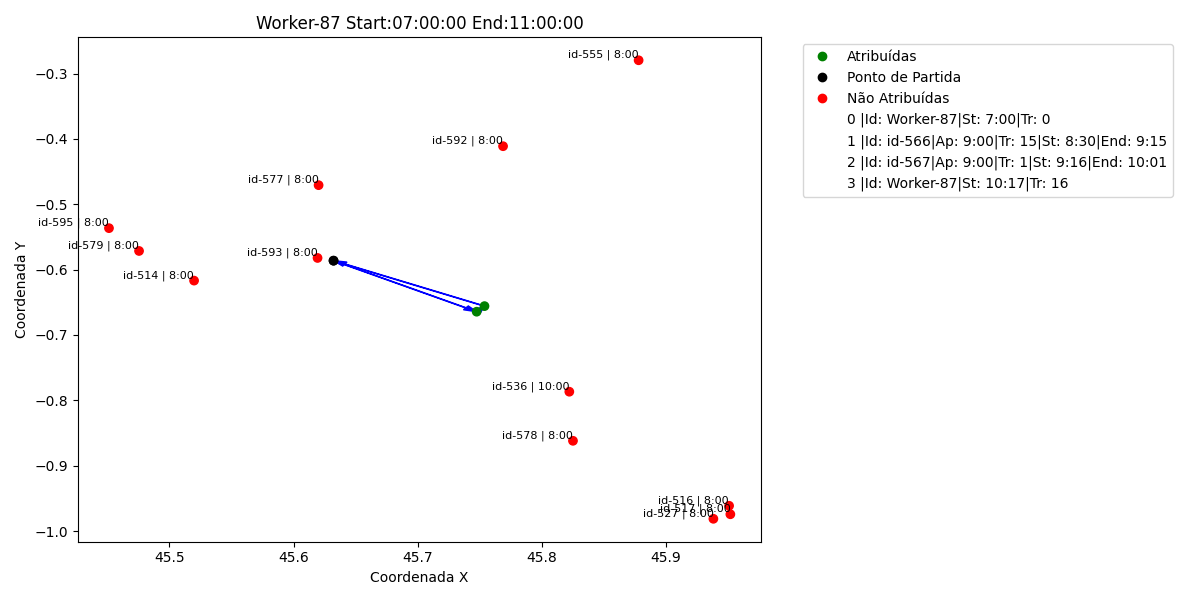 Worker-87 Start:07:00:00 End:11:00:00
id-555 | 8:00
id-592 | 8:00
id-577 | 8:00
id-595 | 8:00
id-579 | 8:00
id-593 | 8:00
id-514 | 8:00
id-536 | 10:00
id-578 | 8:00
id-516 | 8:00
id-517 | 8:00
id-527 | 8:00
−0.3
−0.4
−0.5
−0.6
−0.7
−0.8
−0.9
−1.0
Coordenada Y
45.5 45.6 45.7 45.8 45.9
Coordenada X
Atribuídas
Ponto de Partida
Não Atribuídas
0 |Id: Worker-87|St: 7:00|Tr: 0
1 |Id: id-566|Ap: 9:00|Tr: 15|St: 8:30|End: 9:15
2 |Id: id-567|Ap: 9:00|Tr: 1|St: 9:16|End: 10:01
3 |Id: Worker-87|St: 10:17|Tr: 16